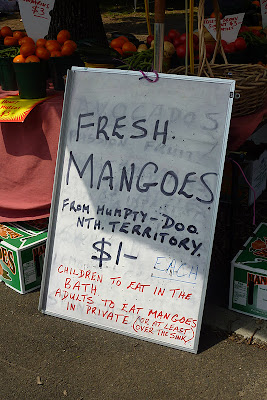 FRESH.
MANGOES
FROM HUMPTY-DOO
NTH. TERRITORY.
$1-
EACH
CHILDREN TO EAT IN THE
BATH
ADULTS TO EAT MANGOES
IN PRIVATE (OR AT LEAST
OVER THE SINK)